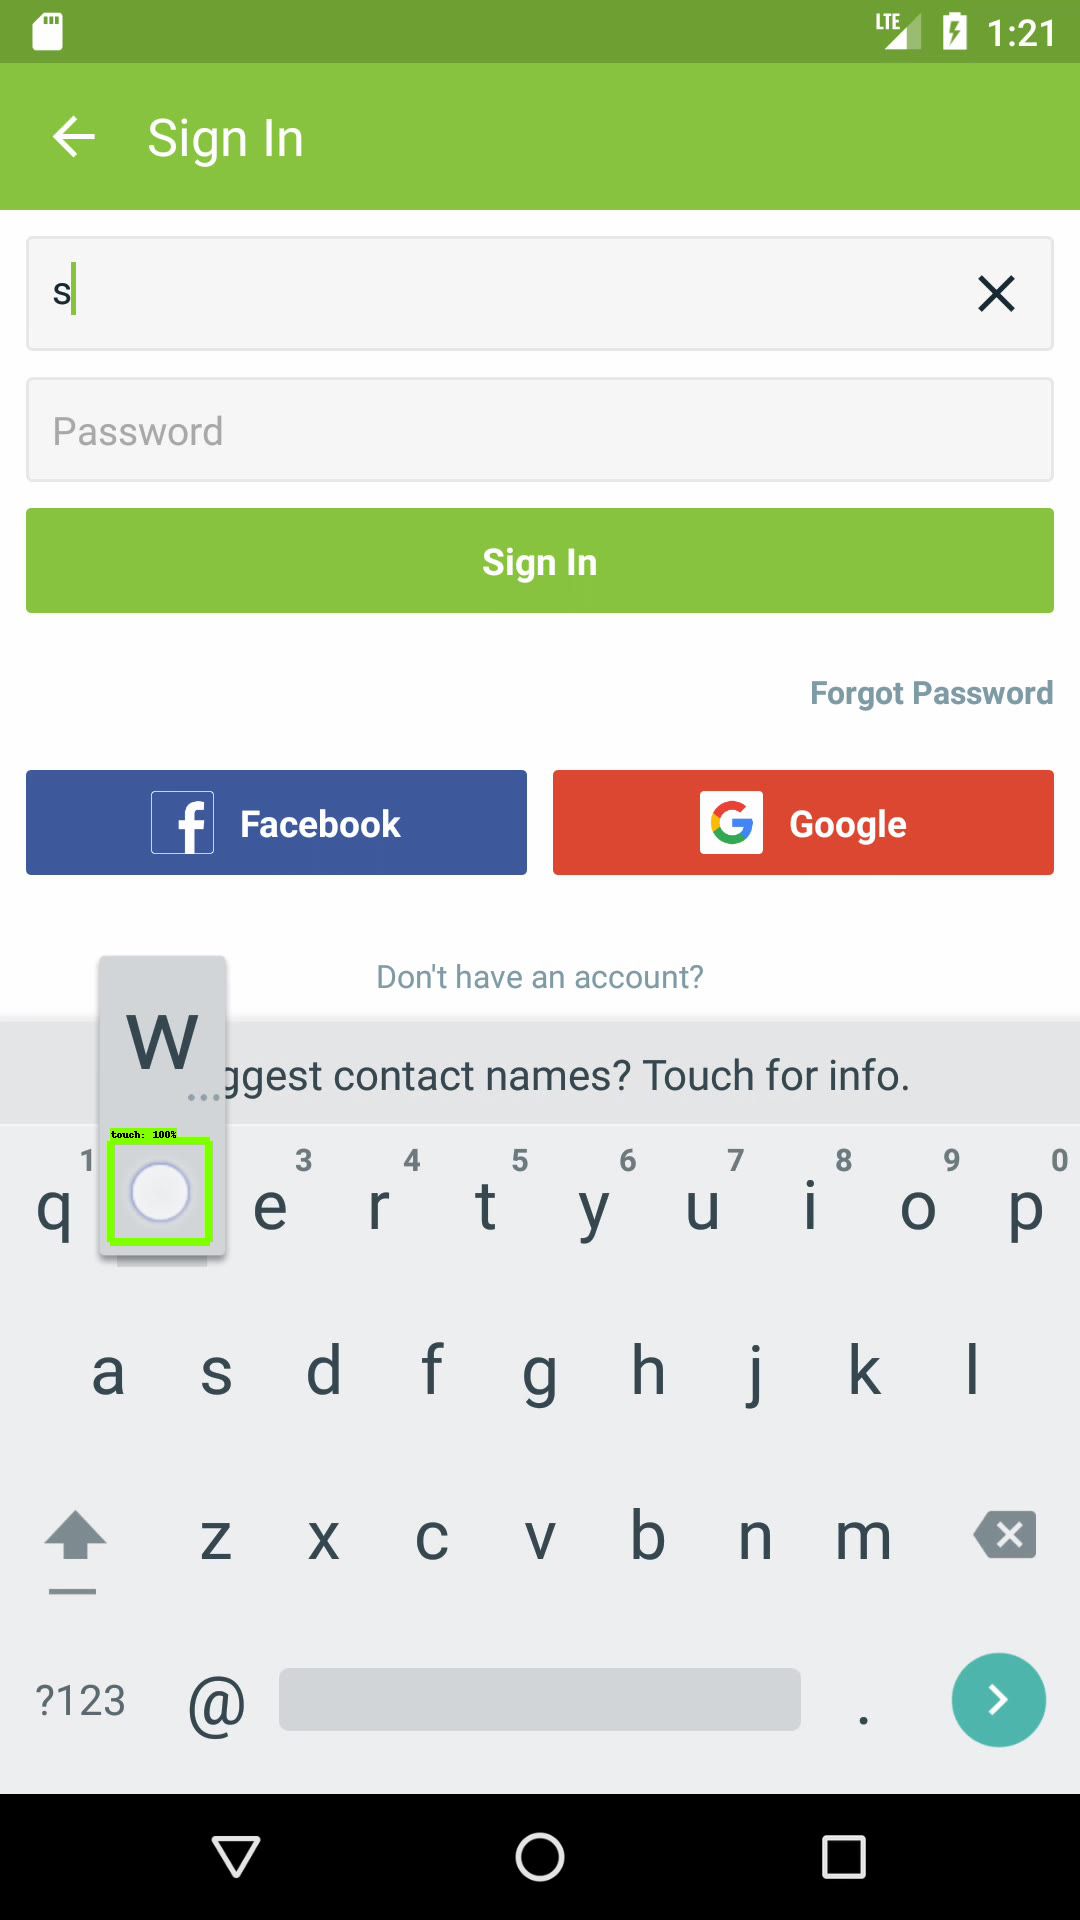 LTE 1:21
Sign In
s
Password
Sign In
Forgot Password
Facebook
Google
Don't have an account?
w
ggest contact names? Touch for info.
touch: 100%
1 3 4 5 6 7 8 9 0
q e r t y u i o p
a s d f g h j k l
z x c v b n m
?123 @ .